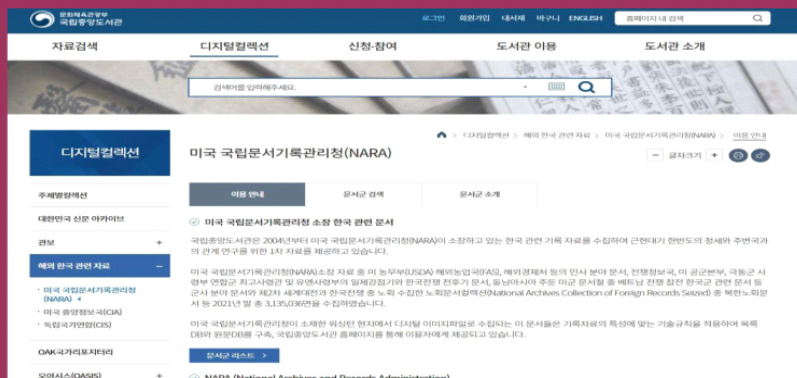 문화체육관광부
국립중앙도서관
로그인 회원가입 내서재 바구니 ENGLISH 홈페이지 내 검색
자료검색 디지털컬렉션 신청·참여 도서관 이용 도서관 소개
검색어를 입력해주세요.
디지털컬렉션 > 해외 한국 관련 자료 > 미국 국립문서기록관리청(NARA) > 이용 안내
디지털컬렉션
미국 국립문서기록관리청(NARA)
- 글자크기 +
주제별컬렉션
대한민국 신문 아카이브
관보 +
해외 한국 관련 자료 -
· 미국 국립문서기록관리청
(NARA)
· 미국 중앙정보국(CIA)
· 독립국가연합(CIS)
OAK국가리포지터리
오아시스(OASIS) +
이용 안내 문서군 검색 문서군 소개
미국 국립문서기록관리청 소장 한국 관련 문서
국립중앙도서관은 2004년부터 미국 국립문서기록관리청(NARA)이 소장하고 있는 한국 관련 기록 자료를 수집하여 근현대기 한반도의 정세와 주변국과
의 관계 연구를 위한 1차 자료를 제공하고 있습니다.
미국 국립문서기록관리청(NARA)소장 자료 중 미 농무부(USDA) 해외농업국(FAS), 해외경제처 등의 민사 분야 문서, 전쟁정보국, 미 공군본부, 극동군 사
령부 연합군 최고사령관 및 유엔사령부의 일제강점기와 한국전쟁 전후기 문서, 동남아시아 주둔 미군 문서철 중 베트남 전쟁 참전 한국군 관련 문서 등
군사 분야 문서와 제2차 세계대전과 한국전쟁 중 노획 수집한 노획문서컬렉션(National Archives Collection of Foreign Records Seized) 중 북한노획문
서 등 2021년 말 총 3,135,036면을 수집하였습니다.
미국 국립문서기록관리청이 소재한 워싱턴 현지에서 디지털 이미지파일로 수집되는 이 문서들은 기록자료의 특성에 맞는 기술규칙을 적용하여 목록
DB와 원문DB를 구축, 국립중앙도서관 홈페이지를 통해 이용자에게 제공되고 있습니다.
문서군 리스트 >
NARA (National Archives and Records Administration)